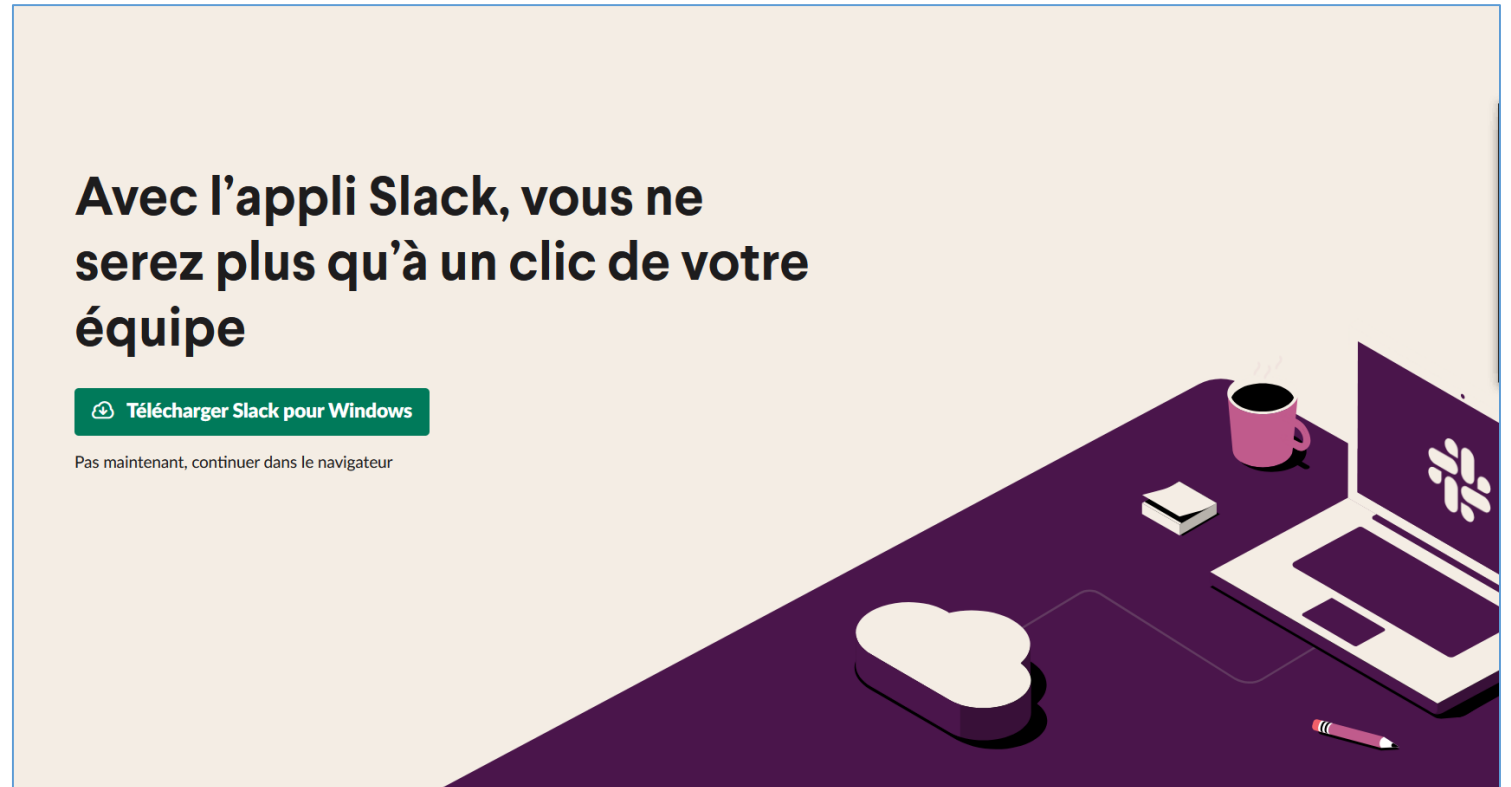 Avec l’appli Slack, vous ne
serez plus qu’à un clic de votre
équipe
Télécharger Slack pour Windows
Pas maintenant, continuer dans le navigateur